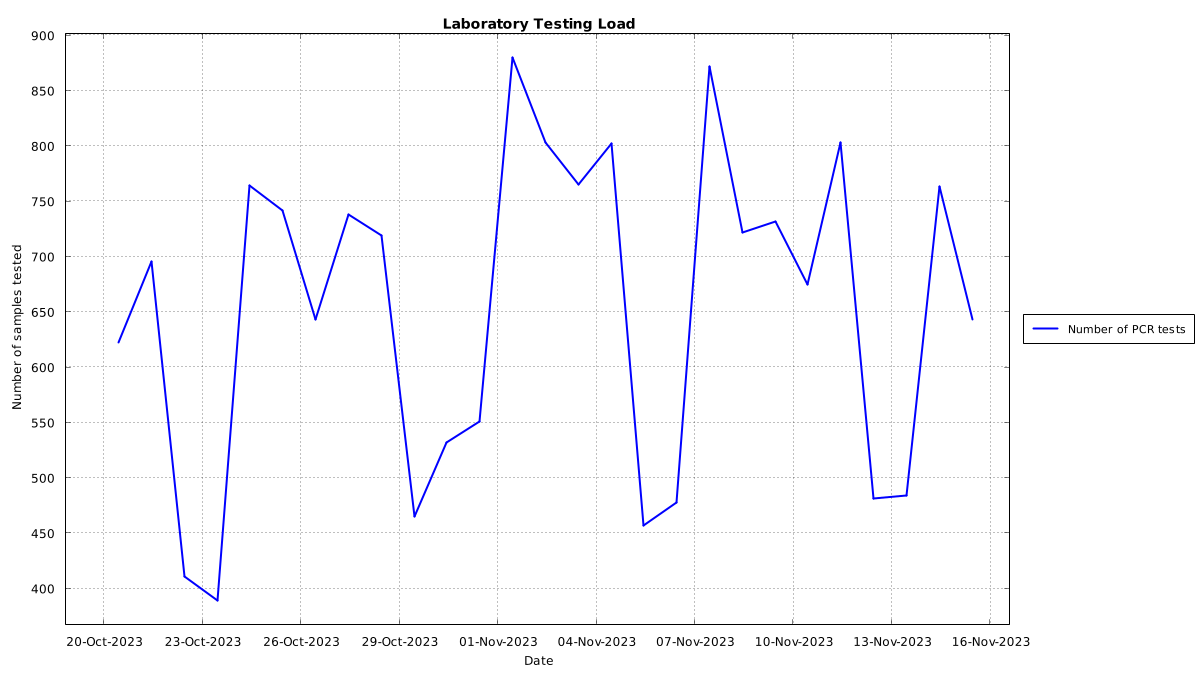 Laboratory Testing Load
900
850
800
750
700
650
600
550
500
450
400
Number of samples tested
20-Oct-2023 23-Oct-2023 26-Oct-2023 29-Oct-2023 01-Nov-2023 04-Nov-2023 07-Nov-2023 10-Nov-2023 13-Nov-2023 16-Nov-2023
Date
Number of PCR tests